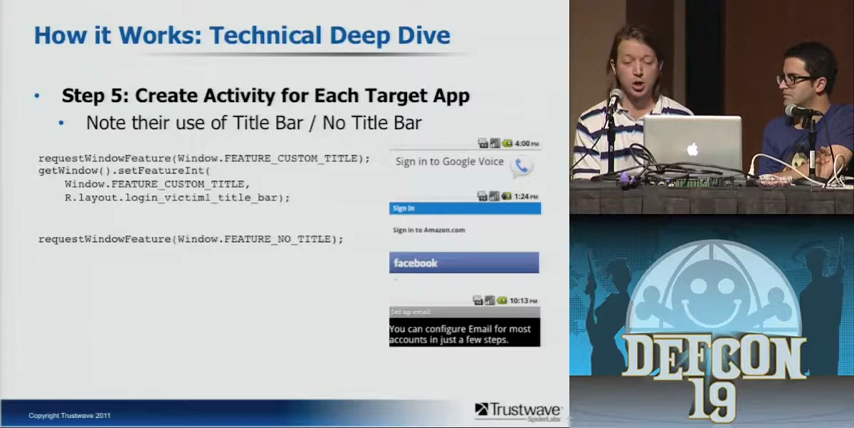 How it Works: Technical Deep Dive
• Step 5: Create Activity for Each Target App
• Note their use of Title Bar / No Title Bar
requestWindowFeature(Window.FEATURE_CUSTOM_TITLE);
getWindow().setFeatureInt(
Window.FEATURE_CUSTOM_TITLE,
R.layout.login_victim1_title_bar);
requestWindowFeature(Window.FEATURE_NO_TITLE);
4:00 PM
Sign in to Google Voice
1:24 PM
Sign in
Sign in to Amazon.com
facebook
10:13 PM
Set up email
You can configure Email for most
accounts in just a few steps.
Copyright Trustwave 2011
Trustwave
SpiderLabs
DEFCON
19